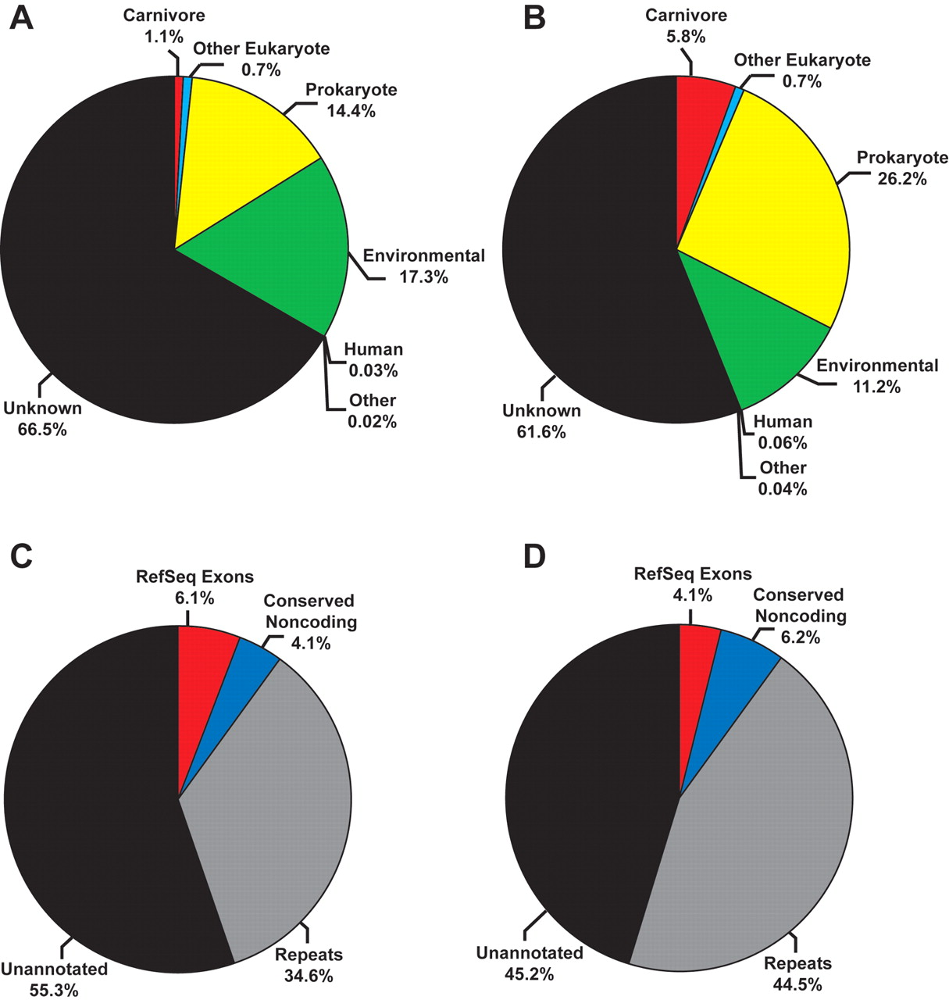 A
Carnivore
1.1%
Other Eukaryote
0.7%
Prokaryote
14.4%
Environmental
17.3%
Human
0.03%
Other
0.02%
Unknown
66.5%
B
Carnivore
5.8%
Other Eukaryote
0.7%
Prokaryote
26.2%
Environmental
11.2%
Human
0.06%
Other
0.04%
Unknown
61.6%
C
RefSeq Exons
6.1%
Conserved
Noncoding
4.1%
Repeats
34.6%
Unannotated
55.3%
D
RefSeq Exons
4.1%
Conserved
Noncoding
6.2%
Repeats
44.5%
Unannotated
45.2%